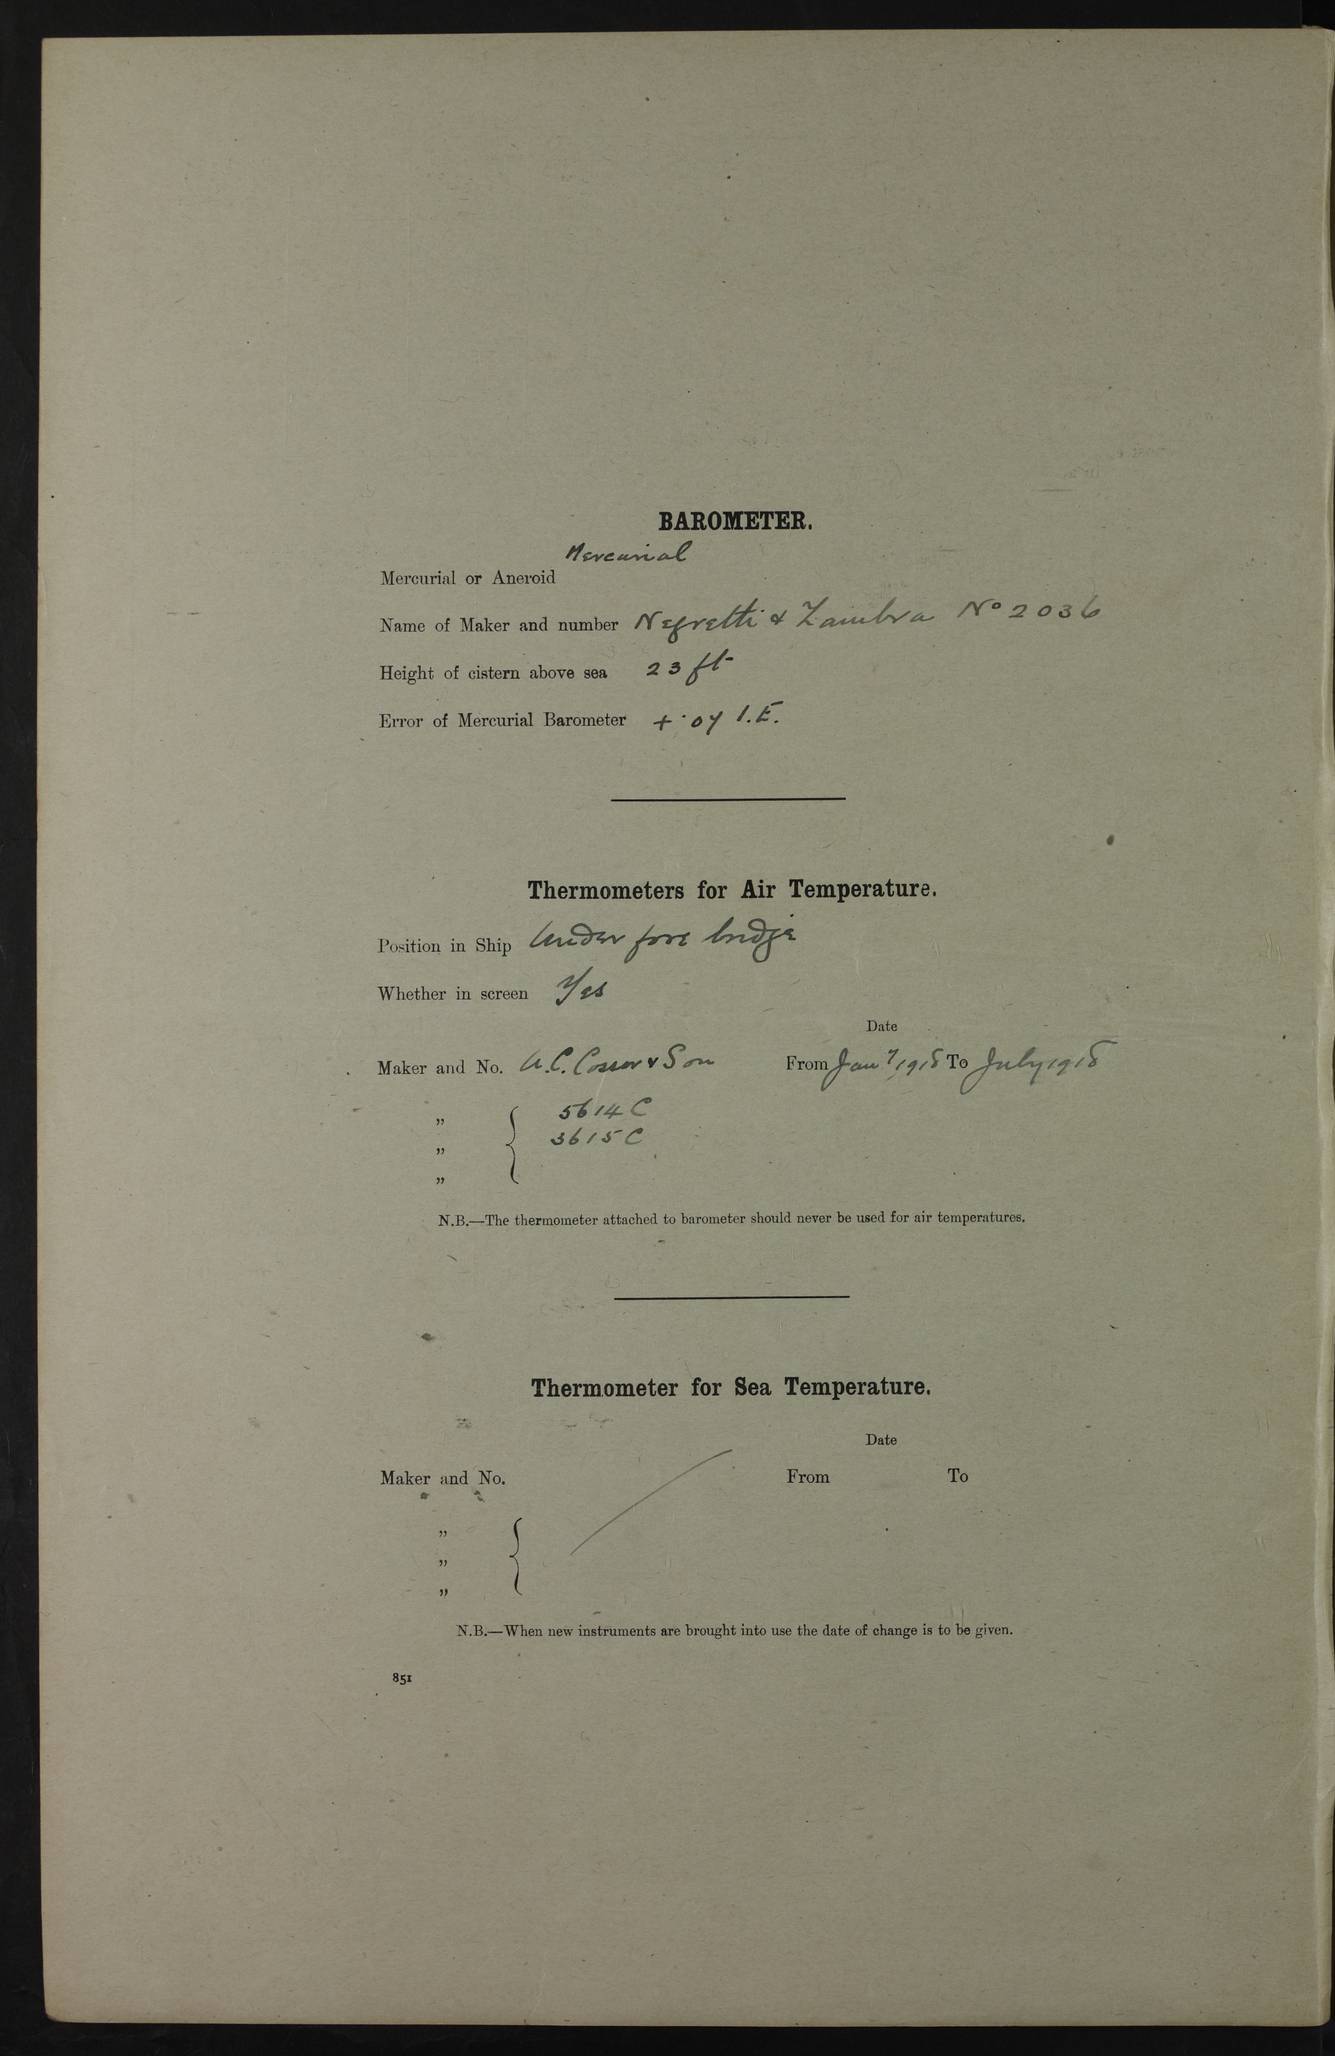 BAROMETER.
Mercurial
Mercurial or Aneroid
Name of Maker and number Negretti & Zambra No 2036
Height of cistern above sea 23 ft
Error of Mercurial Barometer + .07 I.E.
Thermometers for Air Temperature.
Position in Ship Under fore bridge
Whether in screen Yes
Date
Maker and No. A.C. Cossor & Son From Jany 1918 To July 1918
„ 5614 C
„ 3615 C
„
N.B.—The thermometer attached to barometer should never be used for air temperatures.
Thermometer for Sea Temperature.
Date
Maker and No. From To
„
„
„
N.B.—When new instruments are brought into use the date of change is to be given.
851